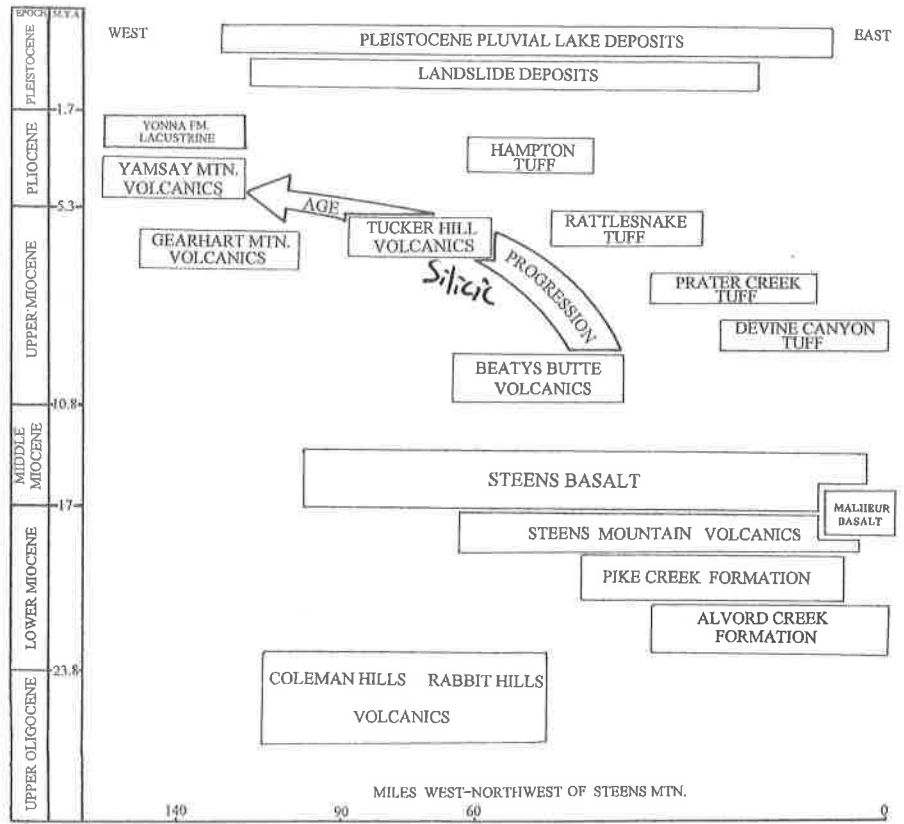 EPOCH M.Y.A
WEST
EAST
PLEISTOCENE
PLEISTOCENE PLUVIAL LAKE DEPOSITS
LANDSLIDE DEPOSITS
1.7
PLIOCENE
YONNA FM.
LACUSTRINE
HAMPTON
TUFF
YAMSAY MTN.
VOLCANICS
5.3
AGE
UPPER MIOCENE
TUCKER HILL
VOLCANICS
RATTLESNAKE
TUFF
GEARHART MTN.
VOLCANICS
Silicic
PROGRESSION
PRATER CREEK
TUFF
DEVINE CANYON
TUFF
BEATYS BUTTE
VOLCANICS
10.8
MIDDLE
MIOCENE
STEENS BASALT
17
MALHEUR
BASALT
LOWER MIOCENE
STEENS MOUNTAIN VOLCANICS
PIKE CREEK FORMATION
ALVORD CREEK
FORMATION
23.8
UPPER OLIGOCENE
COLEMAN HILLS RABBIT HILLS
VOLCANICS
MILES WEST-NORTHWEST OF STEENS MTN.
140 90 60 0